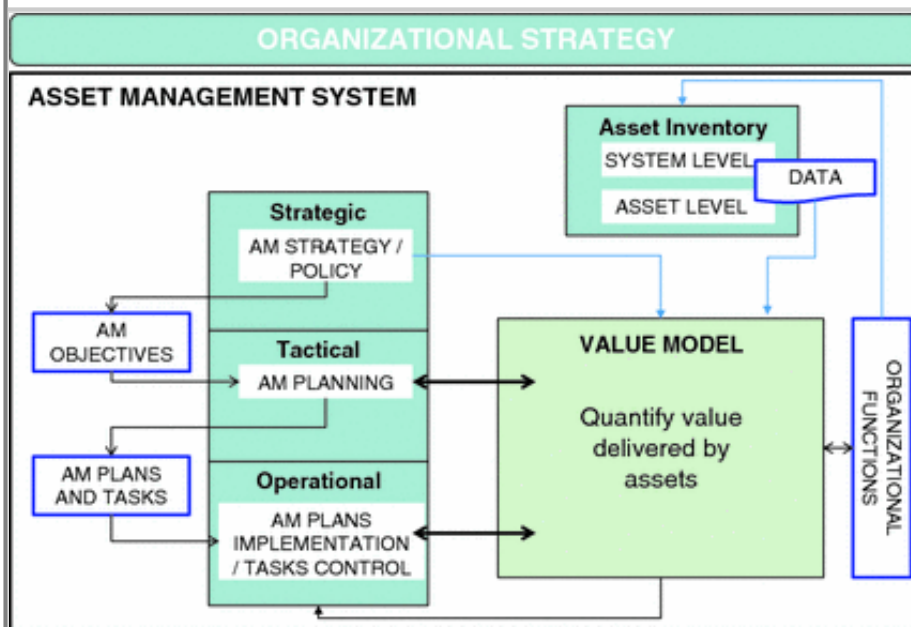 ORGANIZATIONAL STRATEGY
ASSET MANAGEMENT SYSTEM
Asset Inventory
SYSTEM LEVEL
ASSET LEVEL
DATA
Strategic
AM STRATEGY /
POLICY
AM
OBJECTIVES
Tactical
AM PLANNING
AM PLANS
AND TASKS
Operational
AM PLANS
IMPLEMENTATION
/ TASKS CONTROL
VALUE MODEL
Quantify value
delivered by
assets
ORGANIZATIONAL
FUNCTIONS